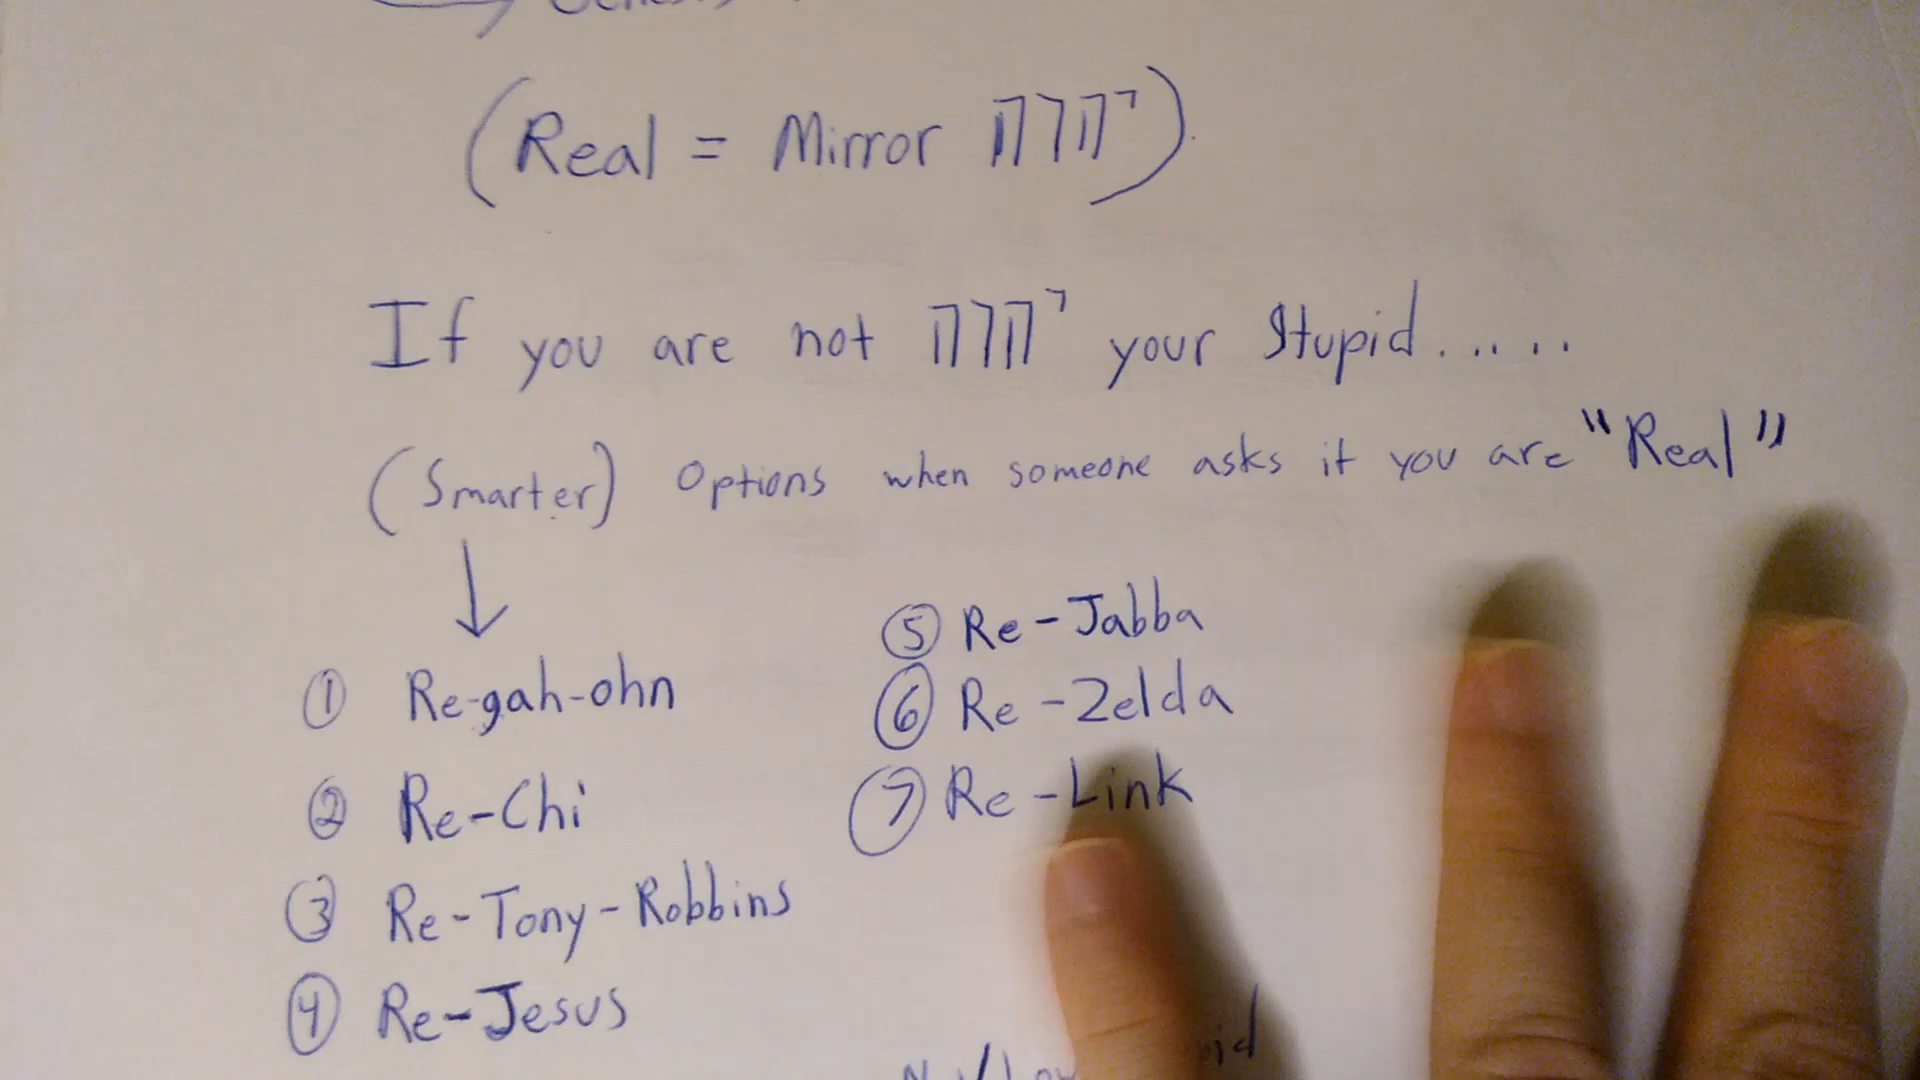 (Real = Mirror יהוה)
If you are not יהוה your Stupid......
(Smarter) Options when someone asks if you are "Real"
↓
① Re-gah-ohn
② Re-Chi
③ Re-Tony-Robbins
④ Re-Jesus
⑤ Re-Jabba
⑥ Re-Zelda
⑦ Re-Link